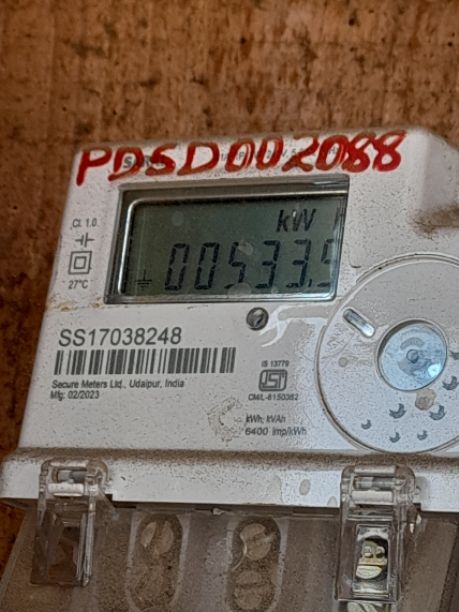 PDSD002088
kW
00533.5
Cl. 1.0
27°C
SS17038248
Secure Meters Ltd., Udaipur, India
Mfg: 02/2023
IS 13779
CM/L-8150362
kWh; kVAh
6400 imp/kWh